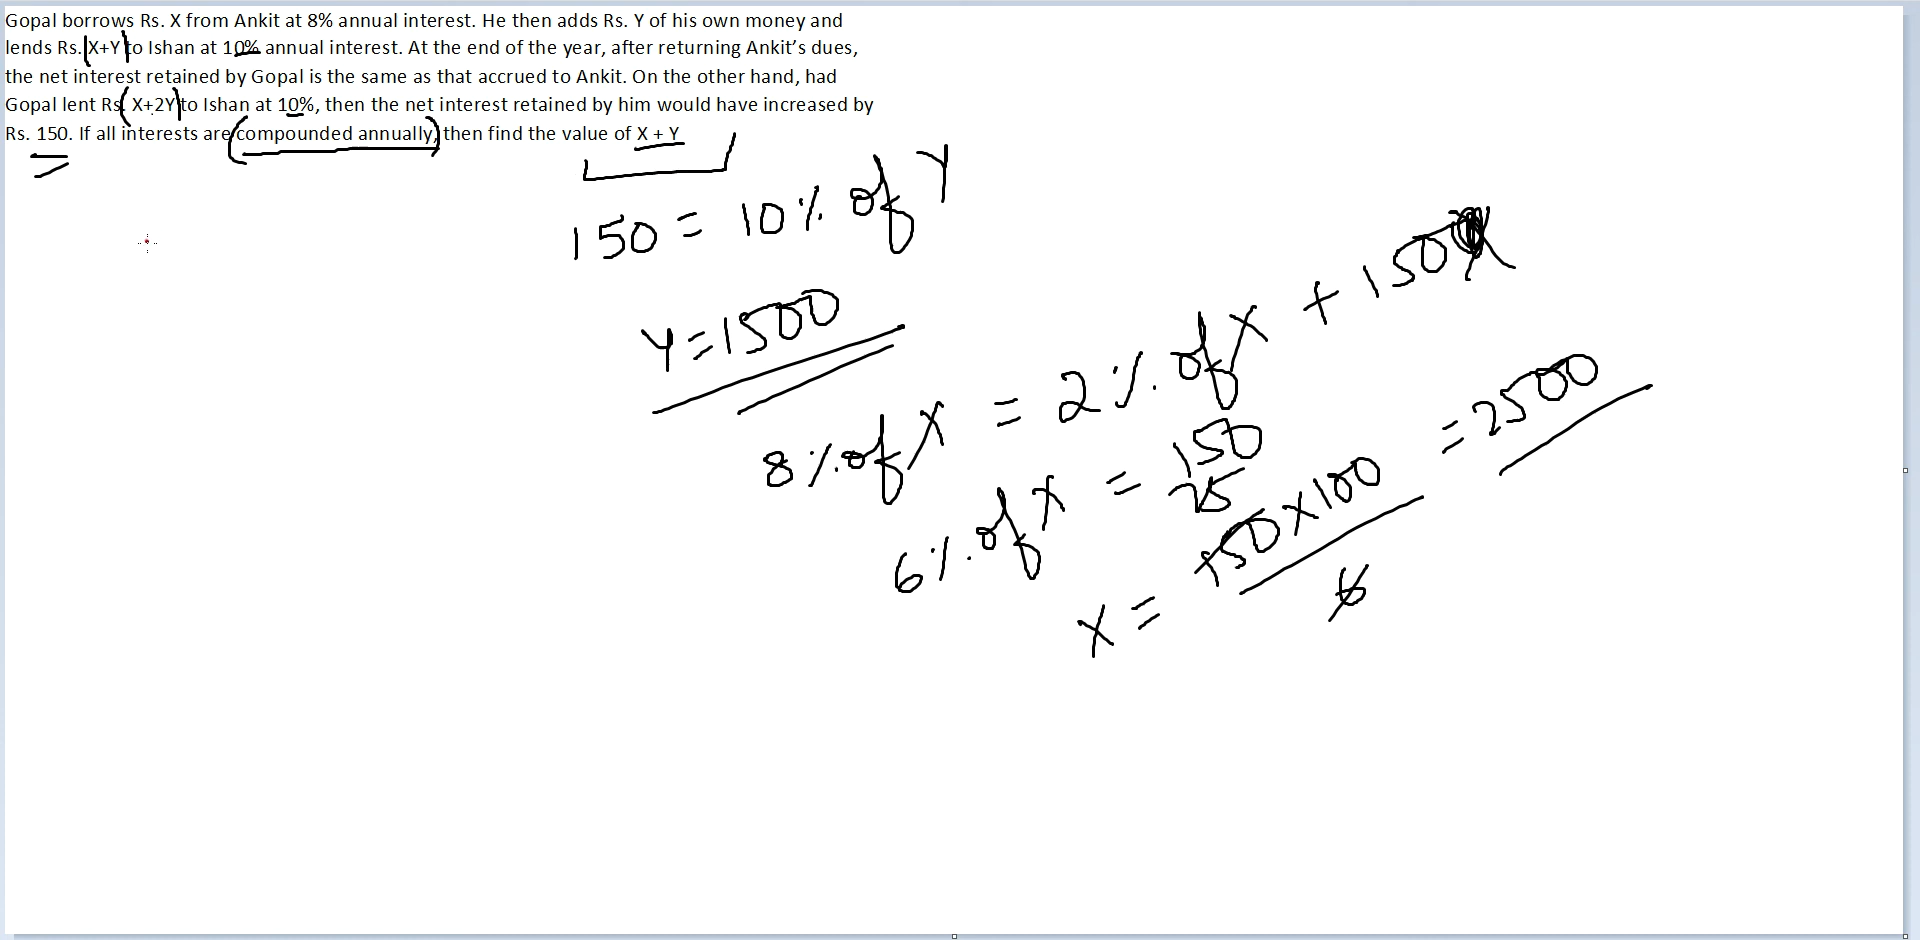 Gopal borrows Rs. X from Ankit at 8% annual interest. He then adds Rs. Y of his own money and
lends Rs. (X+Y) to Ishan at 10% annual interest. At the end of the year, after returning Ankit’s dues,
the net interest retained by Gopal is the same as that accrued to Ankit. On the other hand, had
Gopal lent Rs. (X+2Y) to Ishan at 10%, then the net interest retained by him would have increased by
Rs. 150. If all interests are (compounded annually, then find the value of X + Y
150 = 10% of Y
Y = 1500
8% of X = 2% of X + 150
6% of X = 150
25
X = 150 x 100 = 2500
6